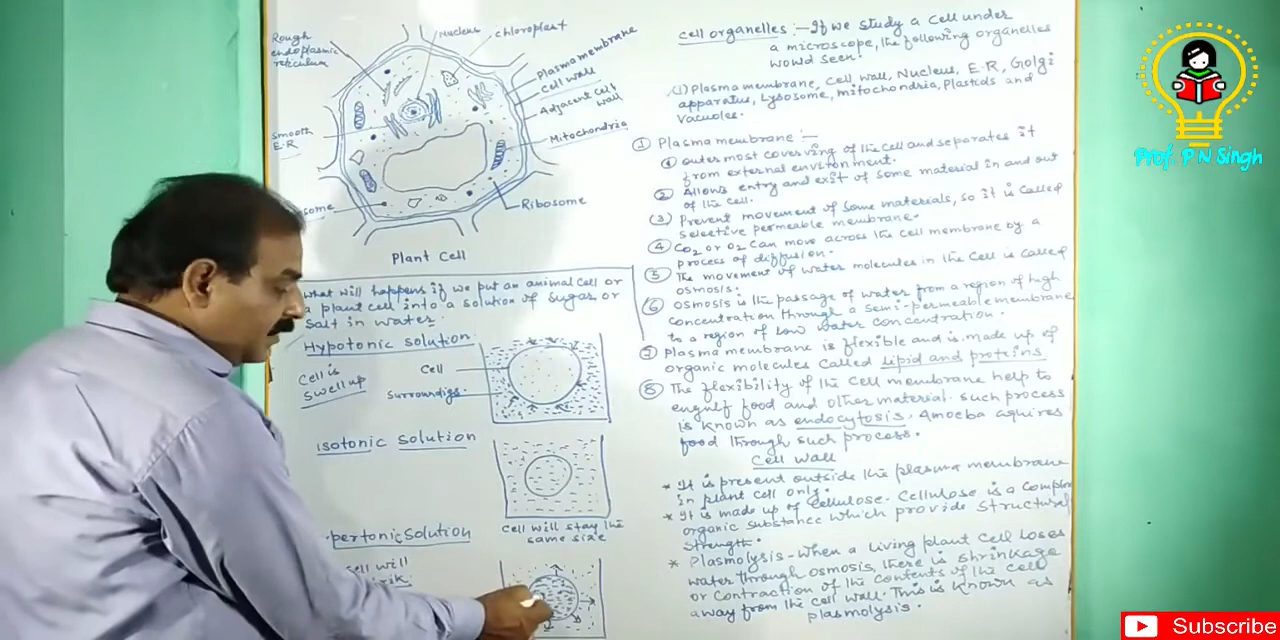 Rough
endoplasmic
reticulum
Nucleus
chloroplast
Plasma membrane
Cell wall
Adjacent Cell
wall
Mitochondria
Smooth
E.R
some
Ribosome
Plant Cell
What will happens if we put an animal cell or
a plant cell into a solution of sugar or
salt in water.
Hypotonic solution
Cell is
swell up
Cell
Surroundigs
isotonic solution
Cell will stay the
same size
pertonic solution
cell will
cell organelles :- If we study a cell under
a microscope, the following organelles
wowd seen.
(1) Plasma membrane, Cell wall, Nucleus, E.R, Golgi
apparatus, Lysosome, mitochondria, Plastids and
vacuoles.
① Plasma membrane :-
① outer most covering of the cell and separates it
from external environment.
② Allows entry and exit of some material in and out
of the cell.
(3) Prevent movement of some materials, so it is called
selective permeable membrane.
④ CO2 or O2 can move across the cell membrane by a
process of diffusion.
⑤ The movement of water molecules in the cell is called
osmosis.
⑥ Osmosis is the passage of water from a region of high
concentration through a semi-permeable membrane
to a region of low water concentration.
⑦ Plasma membrane is flexible and is made up of
organic molecules called lipid and proteins
⑧ The flexibility of the cell membrane help to
engulf food and other material. such process
is known as endocytosis. Amoeba aquires
food through such process.
Cell wall
* It is present outside the plasma membrane
in plant cell only.
* It is made up of cellulose. Cellulose is a complex
organic substance which provide structural
strength.
* Plasmolysis - When a living plant cell loses
water through osmosis, there is shrinkage
or contraction of the contents of the cell
away from the cell wall. This is known as
plasmolysis.
Prof. P N Singh
Subscribe